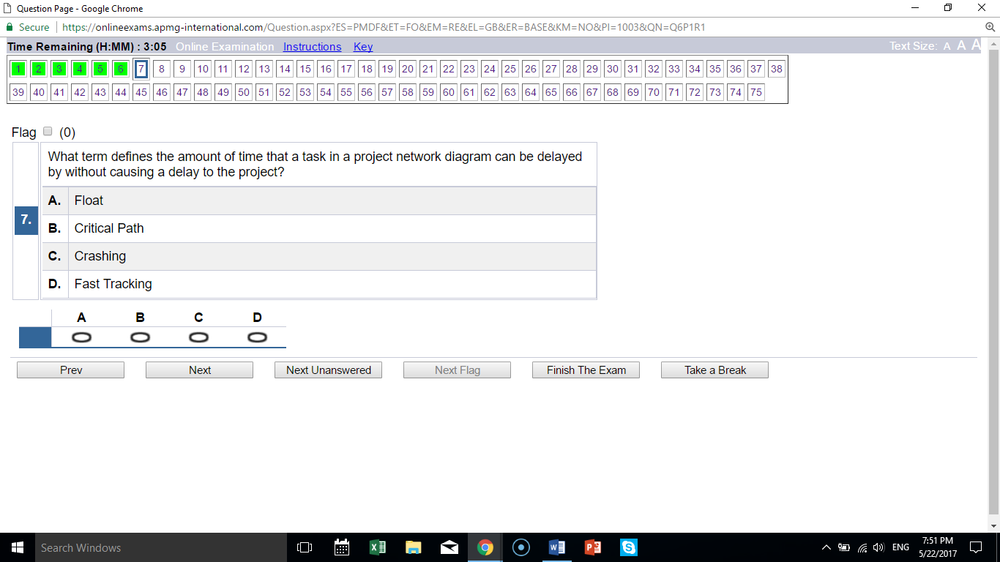 Question Page - Google Chrome
Secure https://onlineexams.apmg-international.com/Question.aspx?ES=PMDF&ET=FO&EM=RE&EL=GB&ER=BASE&KM=NO&PI=1003&QN=Q6P1R1
Time Remaining (H:MM) : 3:05 Online Examination Instructions Key Text Size: A A A
1 2 3 4 5 6 7 8 9 10 11 12 13 14 15 16 17 18 19 20 21 22 23 24 25 26 27 28 29 30 31 32 33 34 35 36 37 38
39 40 41 42 43 44 45 46 47 48 49 50 51 52 53 54 55 56 57 58 59 60 61 62 63 64 65 66 67 68 69 70 71 72 73 74 75
Flag (0)
What term defines the amount of time that a task in a project network diagram can be delayed
by without causing a delay to the project?
7.
A. Float
B. Critical Path
C. Crashing
D. Fast Tracking
A B C D
Prev Next Next Unanswered Next Flag Finish The Exam Take a Break
Search Windows
ENG 7:51 PM
5/22/2017